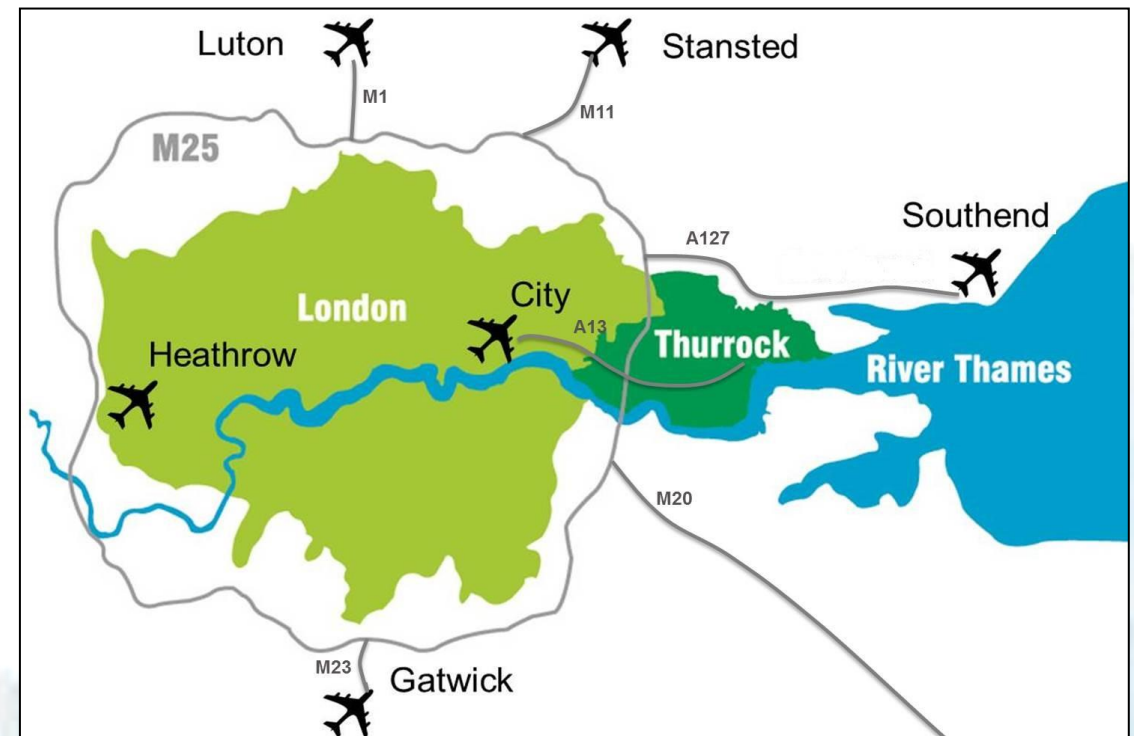 Luton
Stansted
M1
M11
M25
Southend
A127
City
London
A13
Thurrock
Heathrow
River Thames
M20
M23
Gatwick